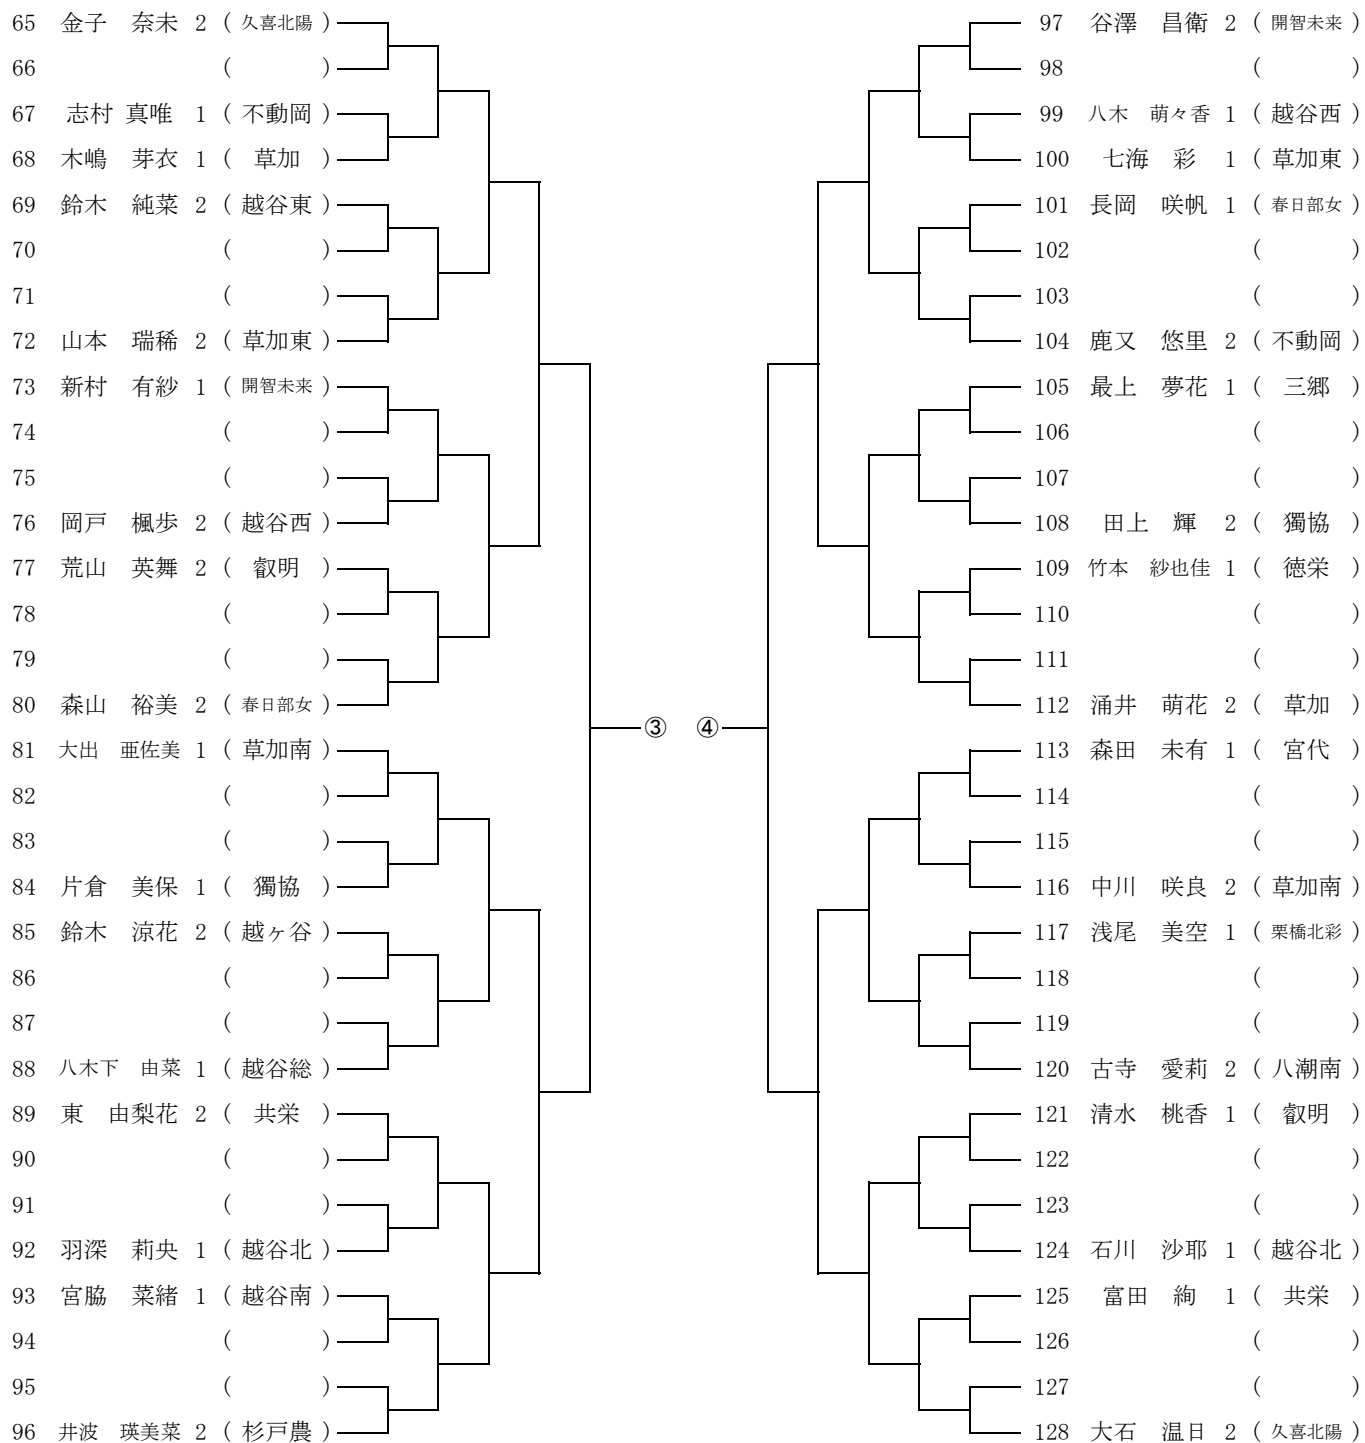 65 金子 奈未 2 ( 久喜北陽 )
66 ( )
67 志村 真唯 1 ( 不動岡 )
68 木嶋 芽衣 1 ( 草加 )
69 鈴木 純菜 2 ( 越谷東 )
70 ( )
71 ( )
72 山本 瑞稀 2 ( 草加東 )
73 新村 有紗 1 ( 開智未来 )
74 ( )
75 ( )
76 岡戸 楓歩 2 ( 越谷西 )
77 荒山 英舞 2 ( 叡明 )
78 ( )
79 ( )
80 森山 裕美 2 ( 春日部女 )
81 大出 亜佐美 1 ( 草加南 )
82 ( )
83 ( )
84 片倉 美保 1 ( 獨協 )
85 鈴木 涼花 2 ( 越ヶ谷 )
86 ( )
87 ( )
88 八木下 由菜 1 ( 越谷総 )
89 東 由梨花 2 ( 共栄 )
90 ( )
91 ( )
92 羽深 莉央 1 ( 越谷北 )
93 宮脇 菜緒 1 ( 越谷南 )
94 ( )
95 ( )
96 井波 瑛美菜 2 ( 杉戸農 )
③ ④
97 谷澤 昌衛 2 ( 開智未来 )
98 ( )
99 八木 萌々香 1 ( 越谷西 )
100 七海 彩 1 ( 草加東 )
101 長岡 咲帆 1 ( 春日部女 )
102 ( )
103 ( )
104 鹿又 悠里 2 ( 不動岡 )
105 最上 夢花 1 ( 三郷 )
106 ( )
107 ( )
108 田上 輝 2 ( 獨協 )
109 竹本 紗也佳 1 ( 徳栄 )
110 ( )
111 ( )
112 涌井 萌花 2 ( 草加 )
113 森田 未有 1 ( 宮代 )
114 ( )
115 ( )
116 中川 咲良 2 ( 草加南 )
117 浅尾 美空 1 ( 栗橋北彩 )
118 ( )
119 ( )
120 古寺 愛莉 2 ( 八潮南 )
121 清水 桃香 1 ( 叡明 )
122 ( )
123 ( )
124 石川 沙耶 1 ( 越谷北 )
125 富田 絢 1 ( 共栄 )
126 ( )
127 ( )
128 大石 温日 2 ( 久喜北陽 )